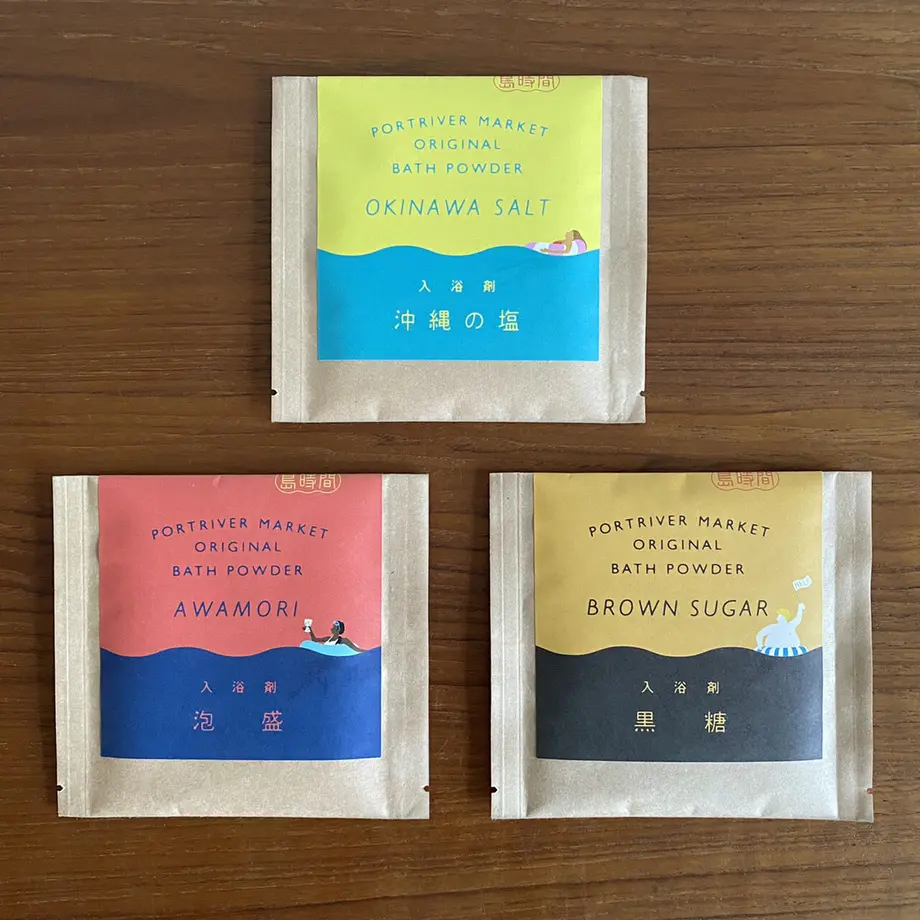 島時間
PORTRIVER MARKET
ORIGINAL
BATH POWDER
OKINAWA SALT
入浴剤
沖縄の塩
島時間
PORTRIVER MARKET
ORIGINAL
BATH POWDER
AWAMORI
入浴剤
泡盛
島時間
PORTRIVER MARKET
ORIGINAL
BATH POWDER
BROWN SUGAR
入浴剤
黒糖